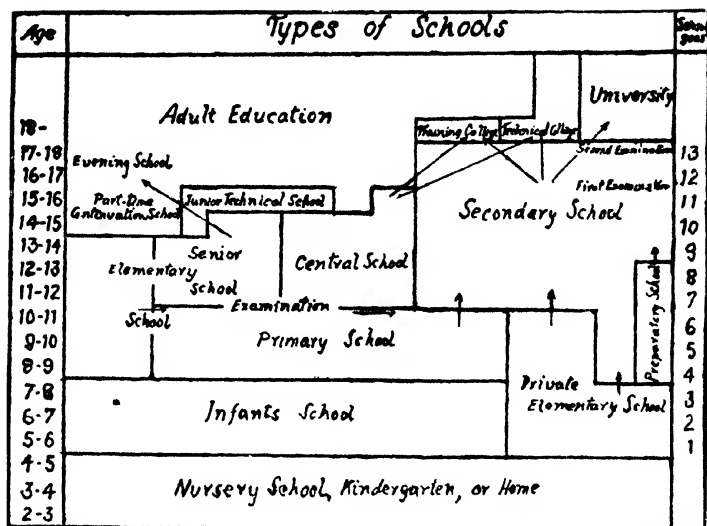 Age
Types of Schools
School years
Adult Education
University
18-
Training College
Technical College
17-18
Second Examination
13
Evening School
16-17
First Examination
12
15-16
Part-time
Junior Technical School
11
Continuation School
Secondary School
14-15
10
13-14
Senior
9
Elementary
12-13
Central School
8
School
11-12
7
Examination
10-11
School
6
Preparatory School
9-10
Primary School
5
8-9
4
7-8
Private
3
6-7
Infants School
Elementary School
2
5-6
1
4-5
3-4
Nursery School, Kindergarten, or Home
2-3